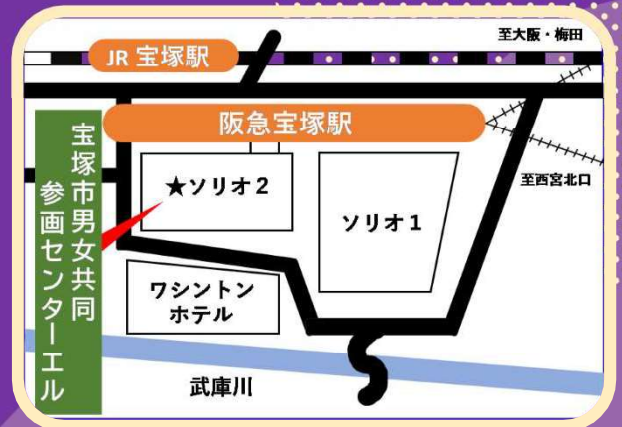 至大阪・梅田
JR 宝塚駅
阪急宝塚駅
宝塚市男女共同
参画センターエル
★ソリオ2
ソリオ1
至西宮北口
ワシントン
ホテル
武庫川